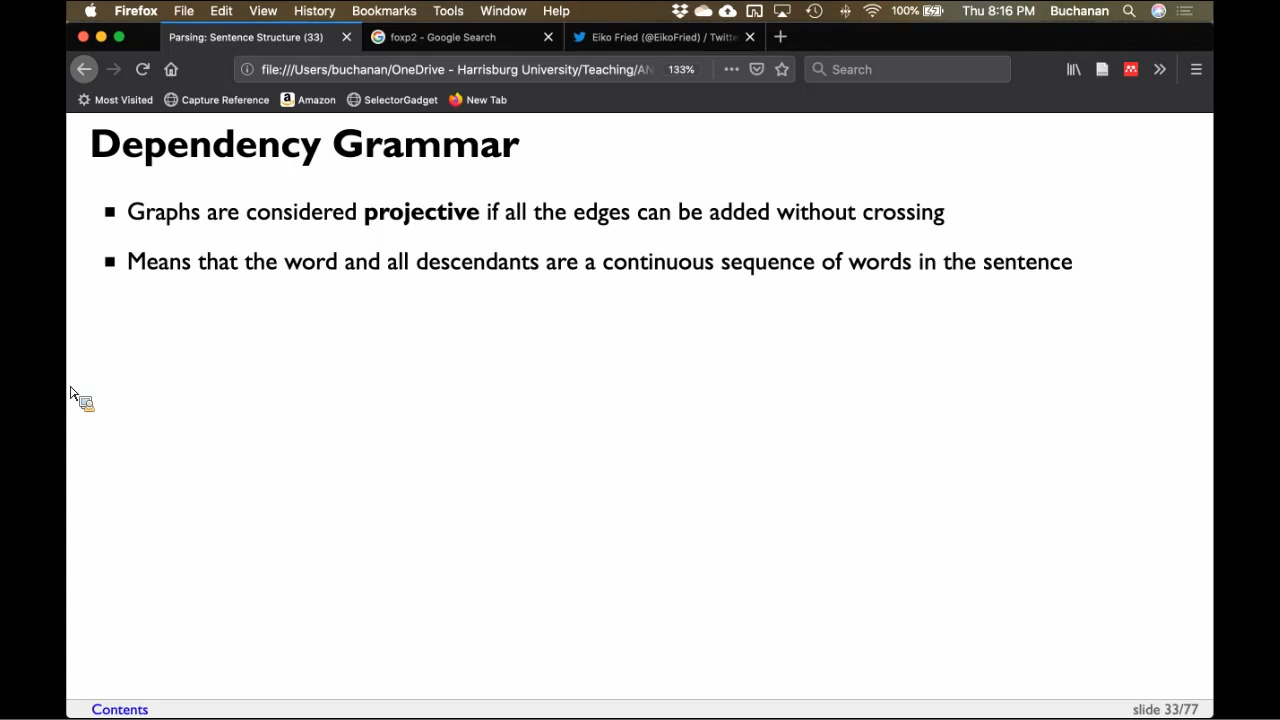 Firefox File Edit View History Bookmarks Tools Window Help 100% Thu 8:16 PM Buchanan
Parsing: Sentence Structure (33) foxp2 - Google Search Eiko Fried (@EikoFried) / Twitte
file:///Users/buchanan/OneDrive - Harrisburg University/Teaching/AN 133% Search
Most Visited Capture Reference Amazon SelectorGadget New Tab
Dependency Grammar
Graphs are considered projective if all the edges can be added without crossing
Means that the word and all descendants are a continuous sequence of words in the sentence
Contents slide 33/77